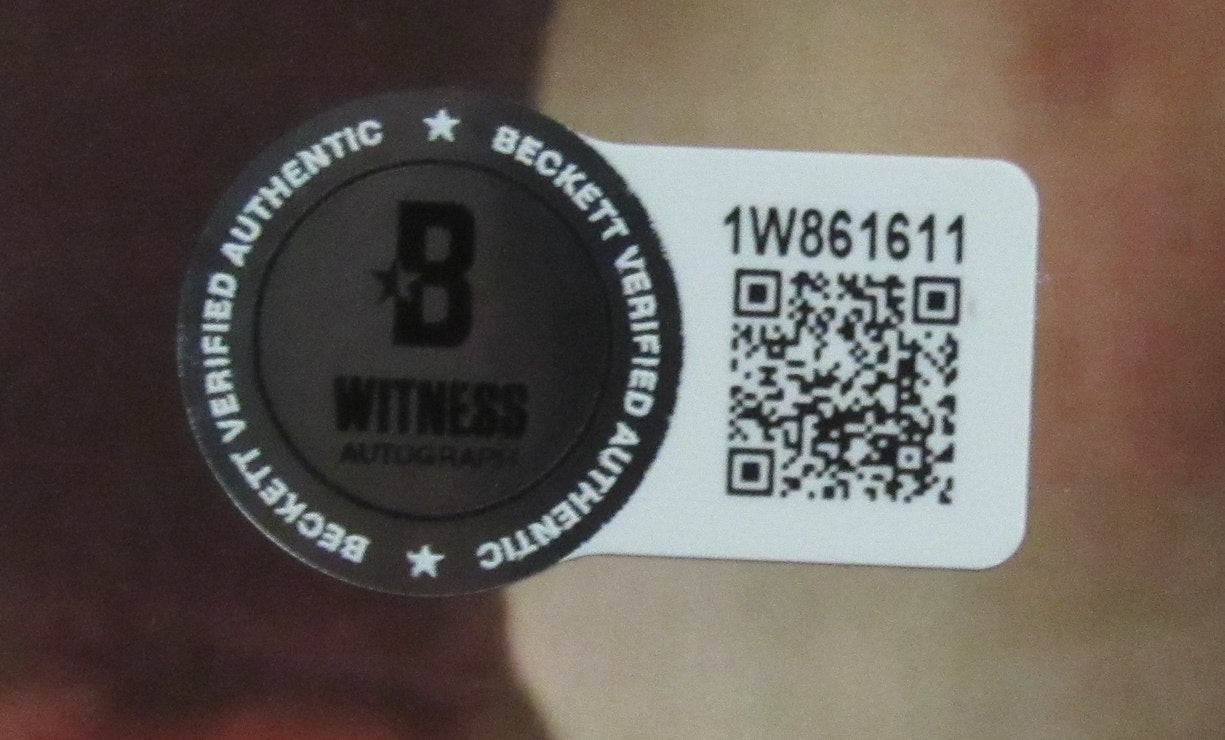 BECKETT VERIFIED AUTHENTIC ★ BECKETT VERIFIED AUTHENTIC ★
B
WITNESS
AUTOGRAPH
1W861611